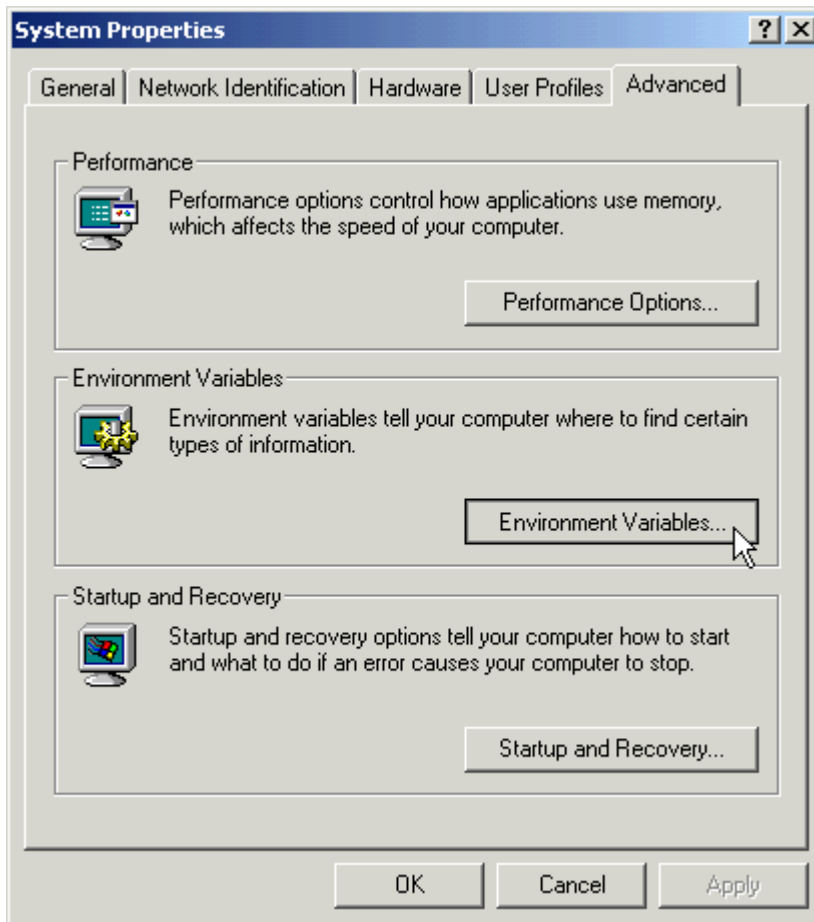 System Properties
General Network Identification Hardware User Profiles Advanced
Performance
Performance options control how applications use memory,
which affects the speed of your computer.
Performance Options...
Environment Variables
Environment variables tell your computer where to find certain
types of information.
Environment Variables...
Startup and Recovery
Startup and recovery options tell your computer how to start
and what to do if an error causes your computer to stop.
Startup and Recovery...
OK Cancel Apply